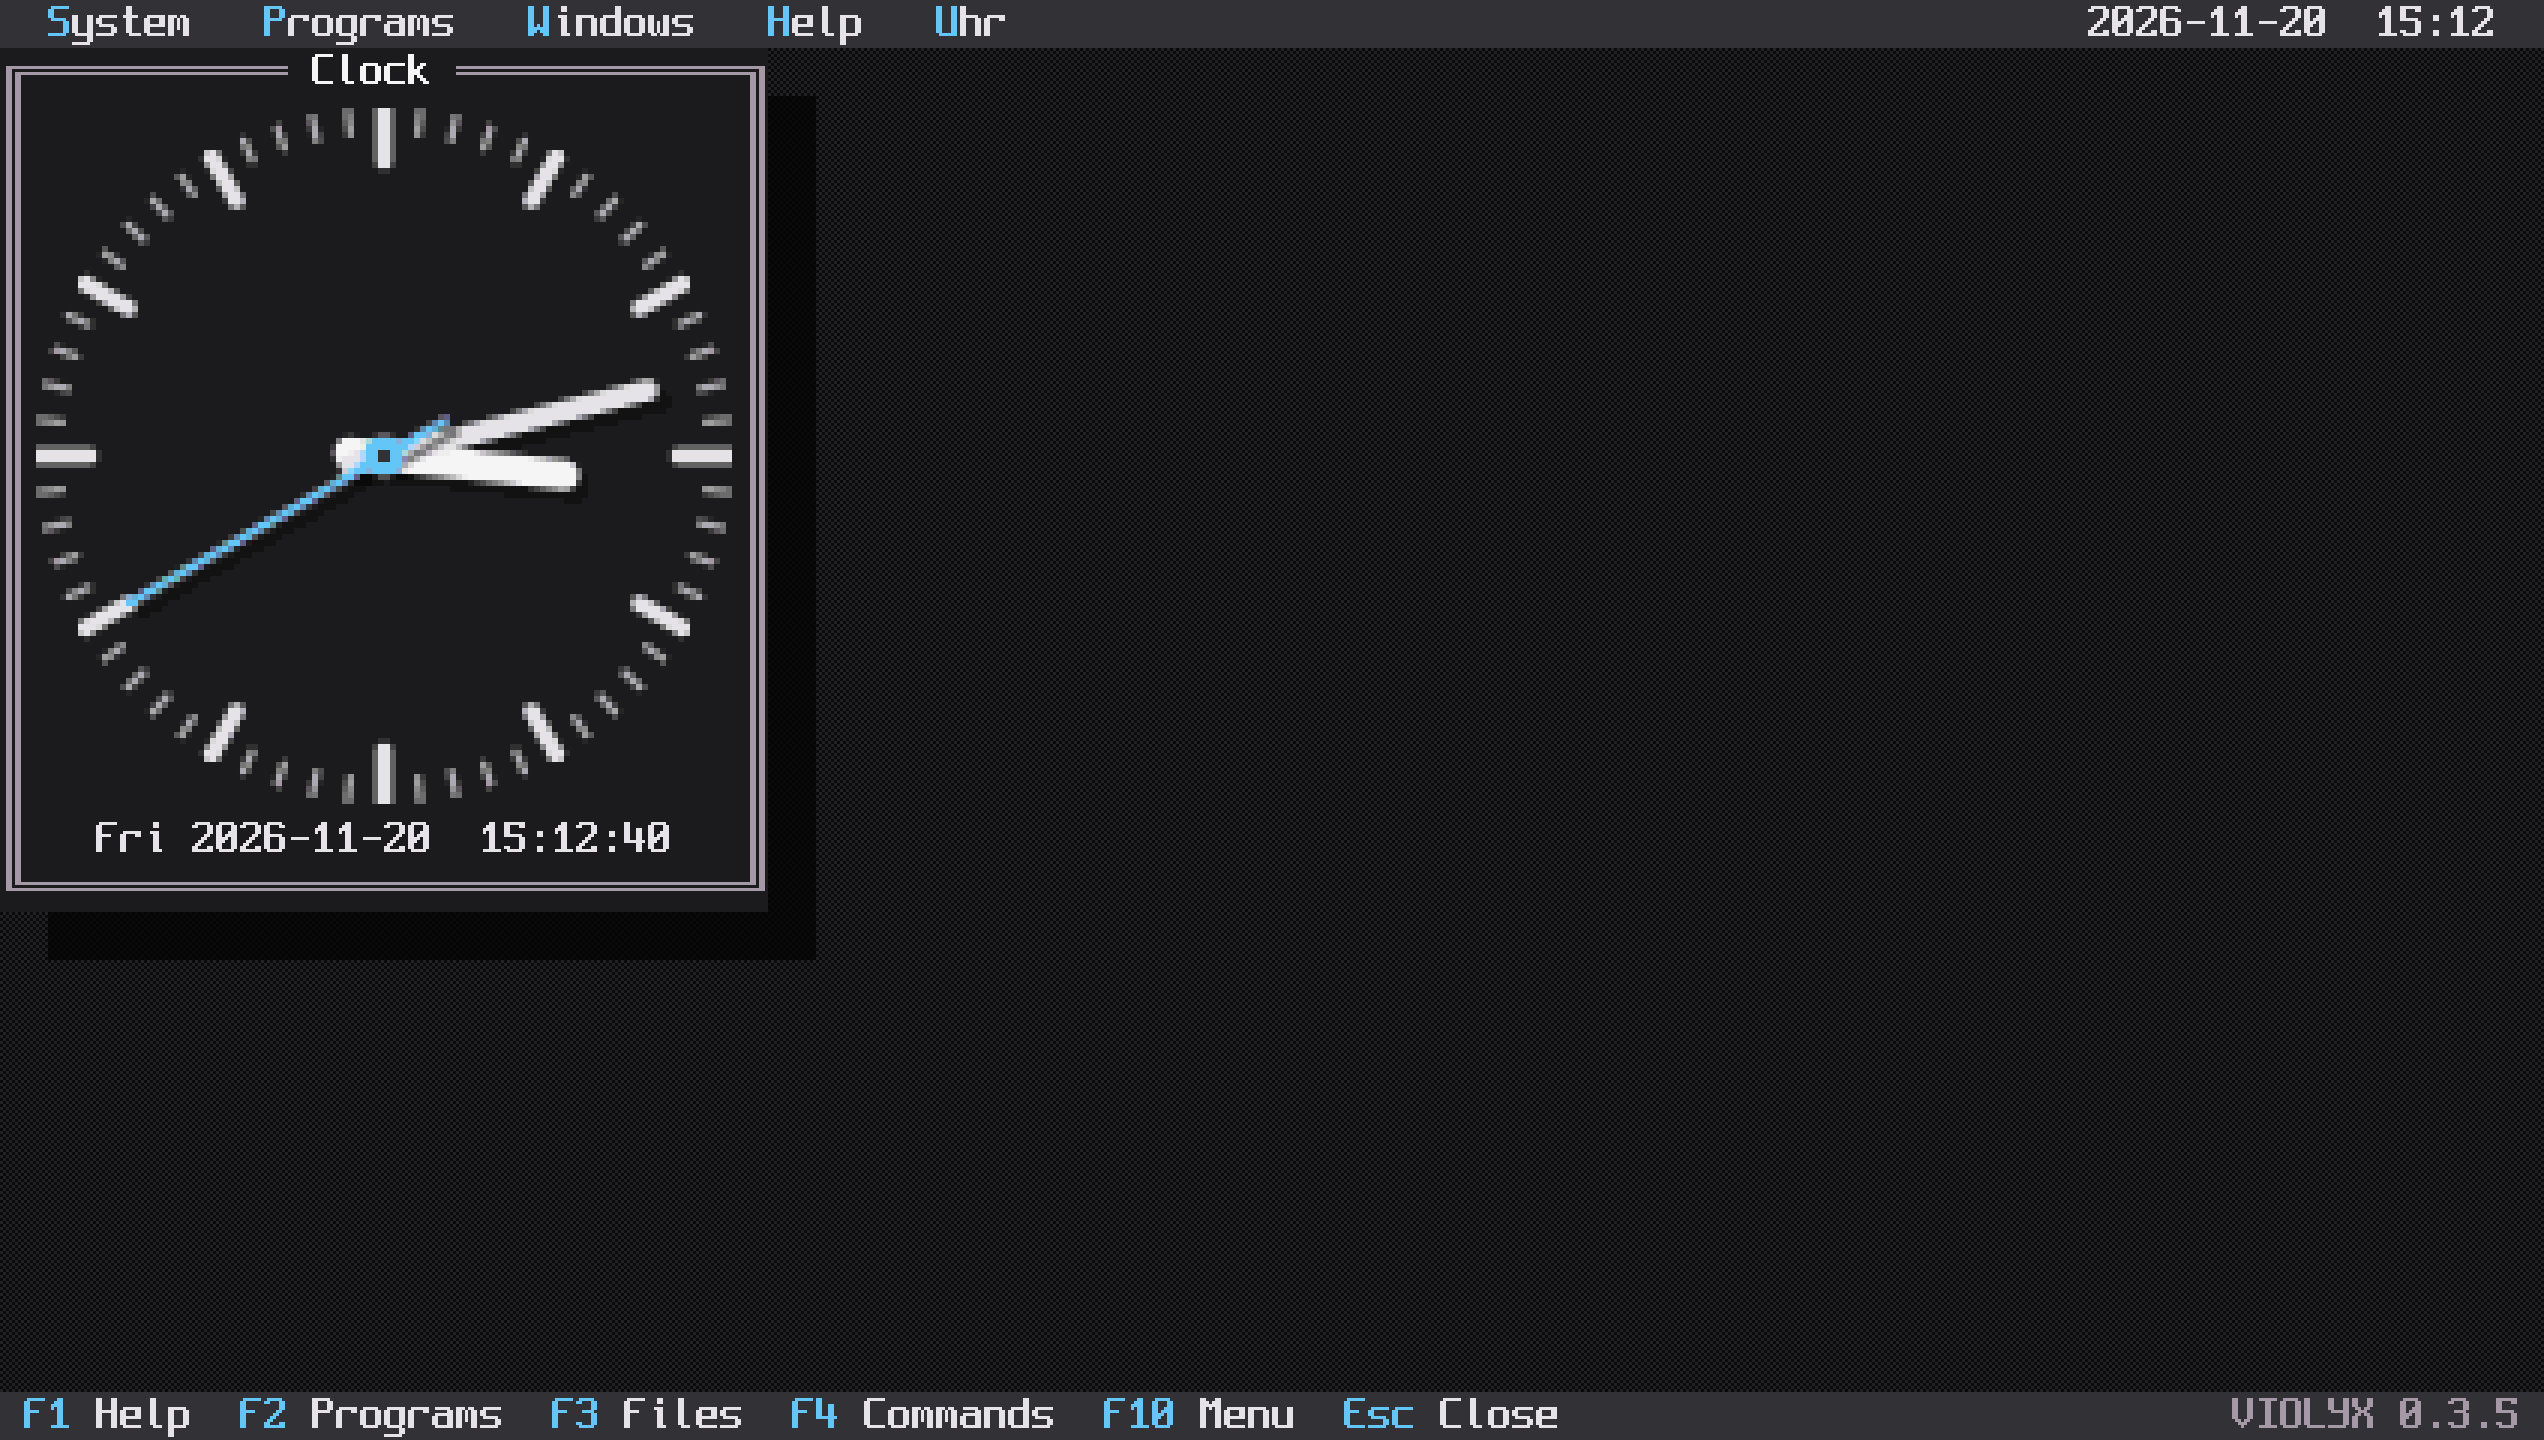 System Programs Windows Help Uhr 2026-11-20 15:12
Clock
Fri 2026-11-20 15:12:40
F1 Help F2 Programs F3 Files F4 Commands F10 Menu Esc Close VIOLYX 0.3.5